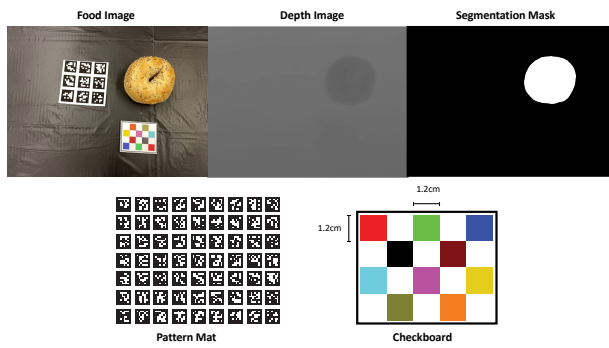 Food Image
Depth Image
Segmentation Mask
1.2cm
1.2cm
Pattern Mat
Checkboard